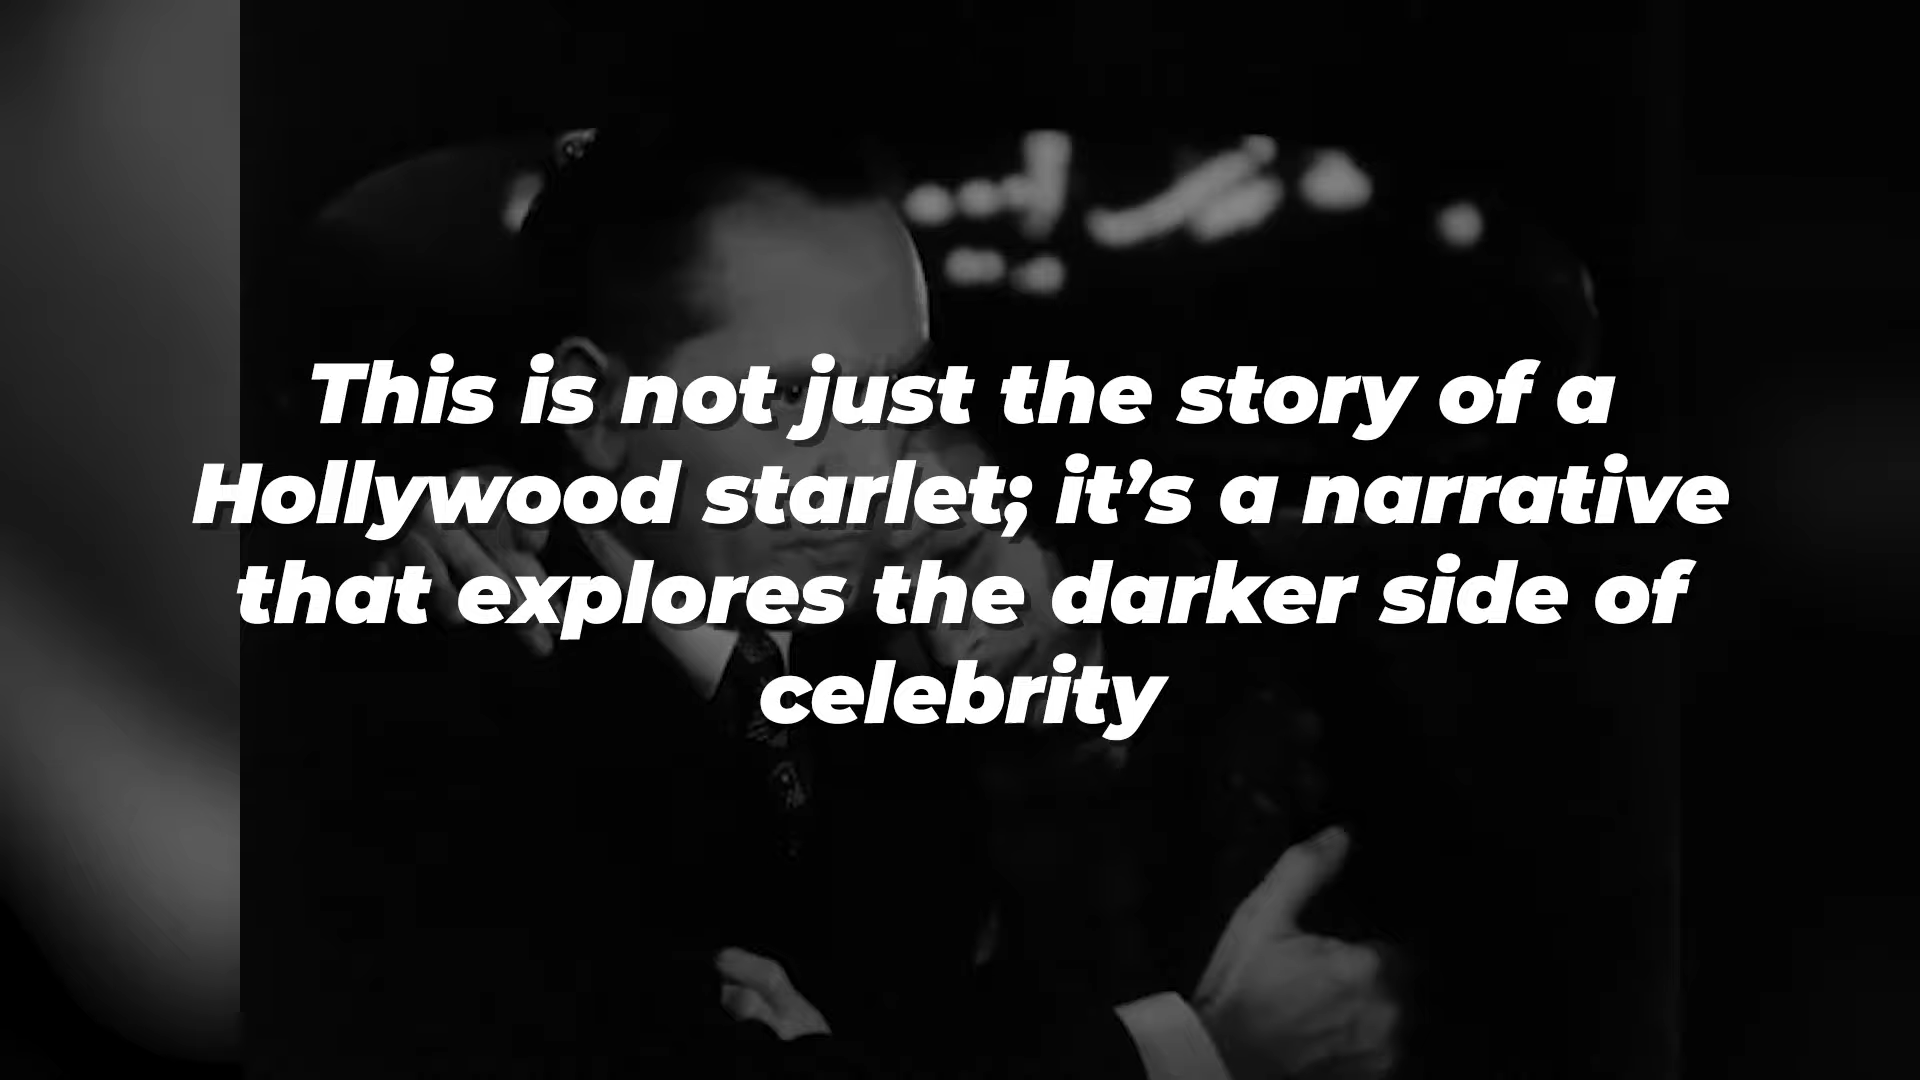 This is not just the story of a
Hollywood starlet; it’s a narrative
that explores the darker side of
celebrity